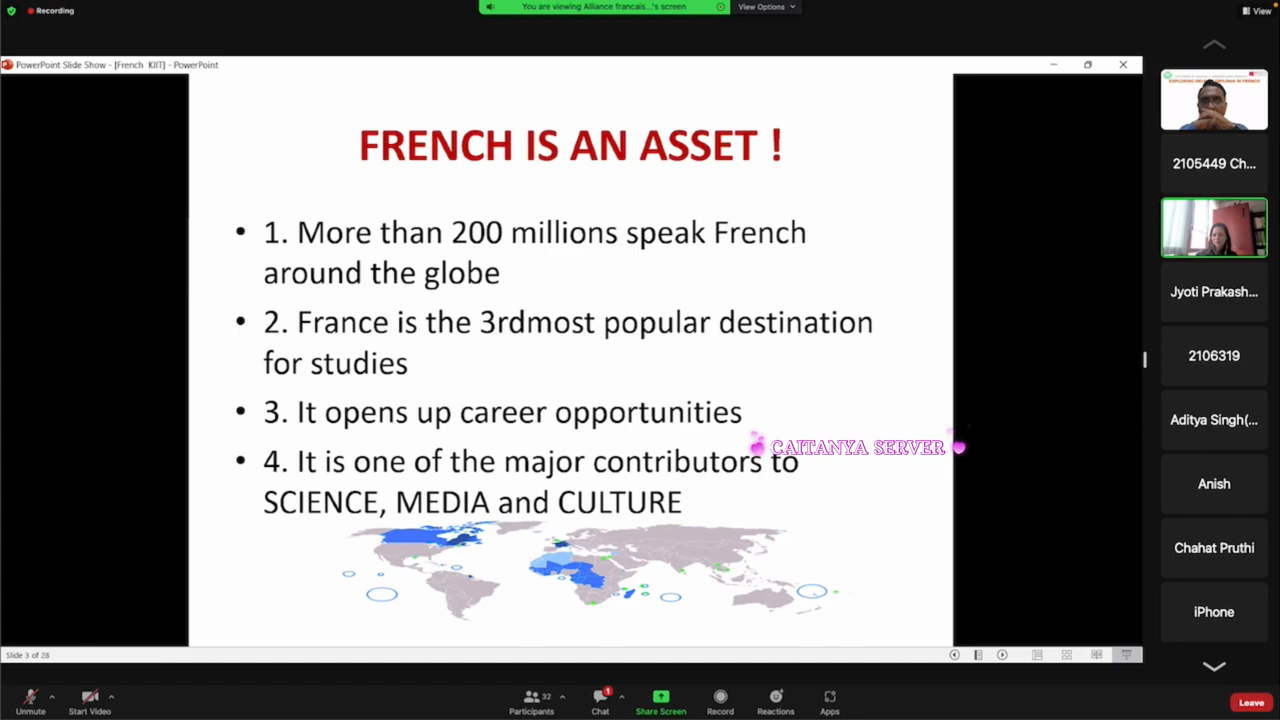 Recording
You are viewing Alliance francais...'s screen
View Options
View
PowerPoint Slide Show - [French KIIT] - PowerPoint
FRENCH IS AN ASSET !
• 1. More than 200 millions speak French
around the globe
• 2. France is the 3rdmost popular destination
for studies
• 3. It opens up career opportunities
CAITANYA SERVER
• 4. It is one of the major contributors to
SCIENCE, MEDIA and CULTURE
Slide 3 of 28
2105449 Ch...
Jyoti Prakash...
2106319
Aditya Singh(...
Anish
Chahat Pruthi
iPhone
Unmute
Start Video
32
Participants
1
Chat
Share Screen
Record
Reactions
Apps
Leave